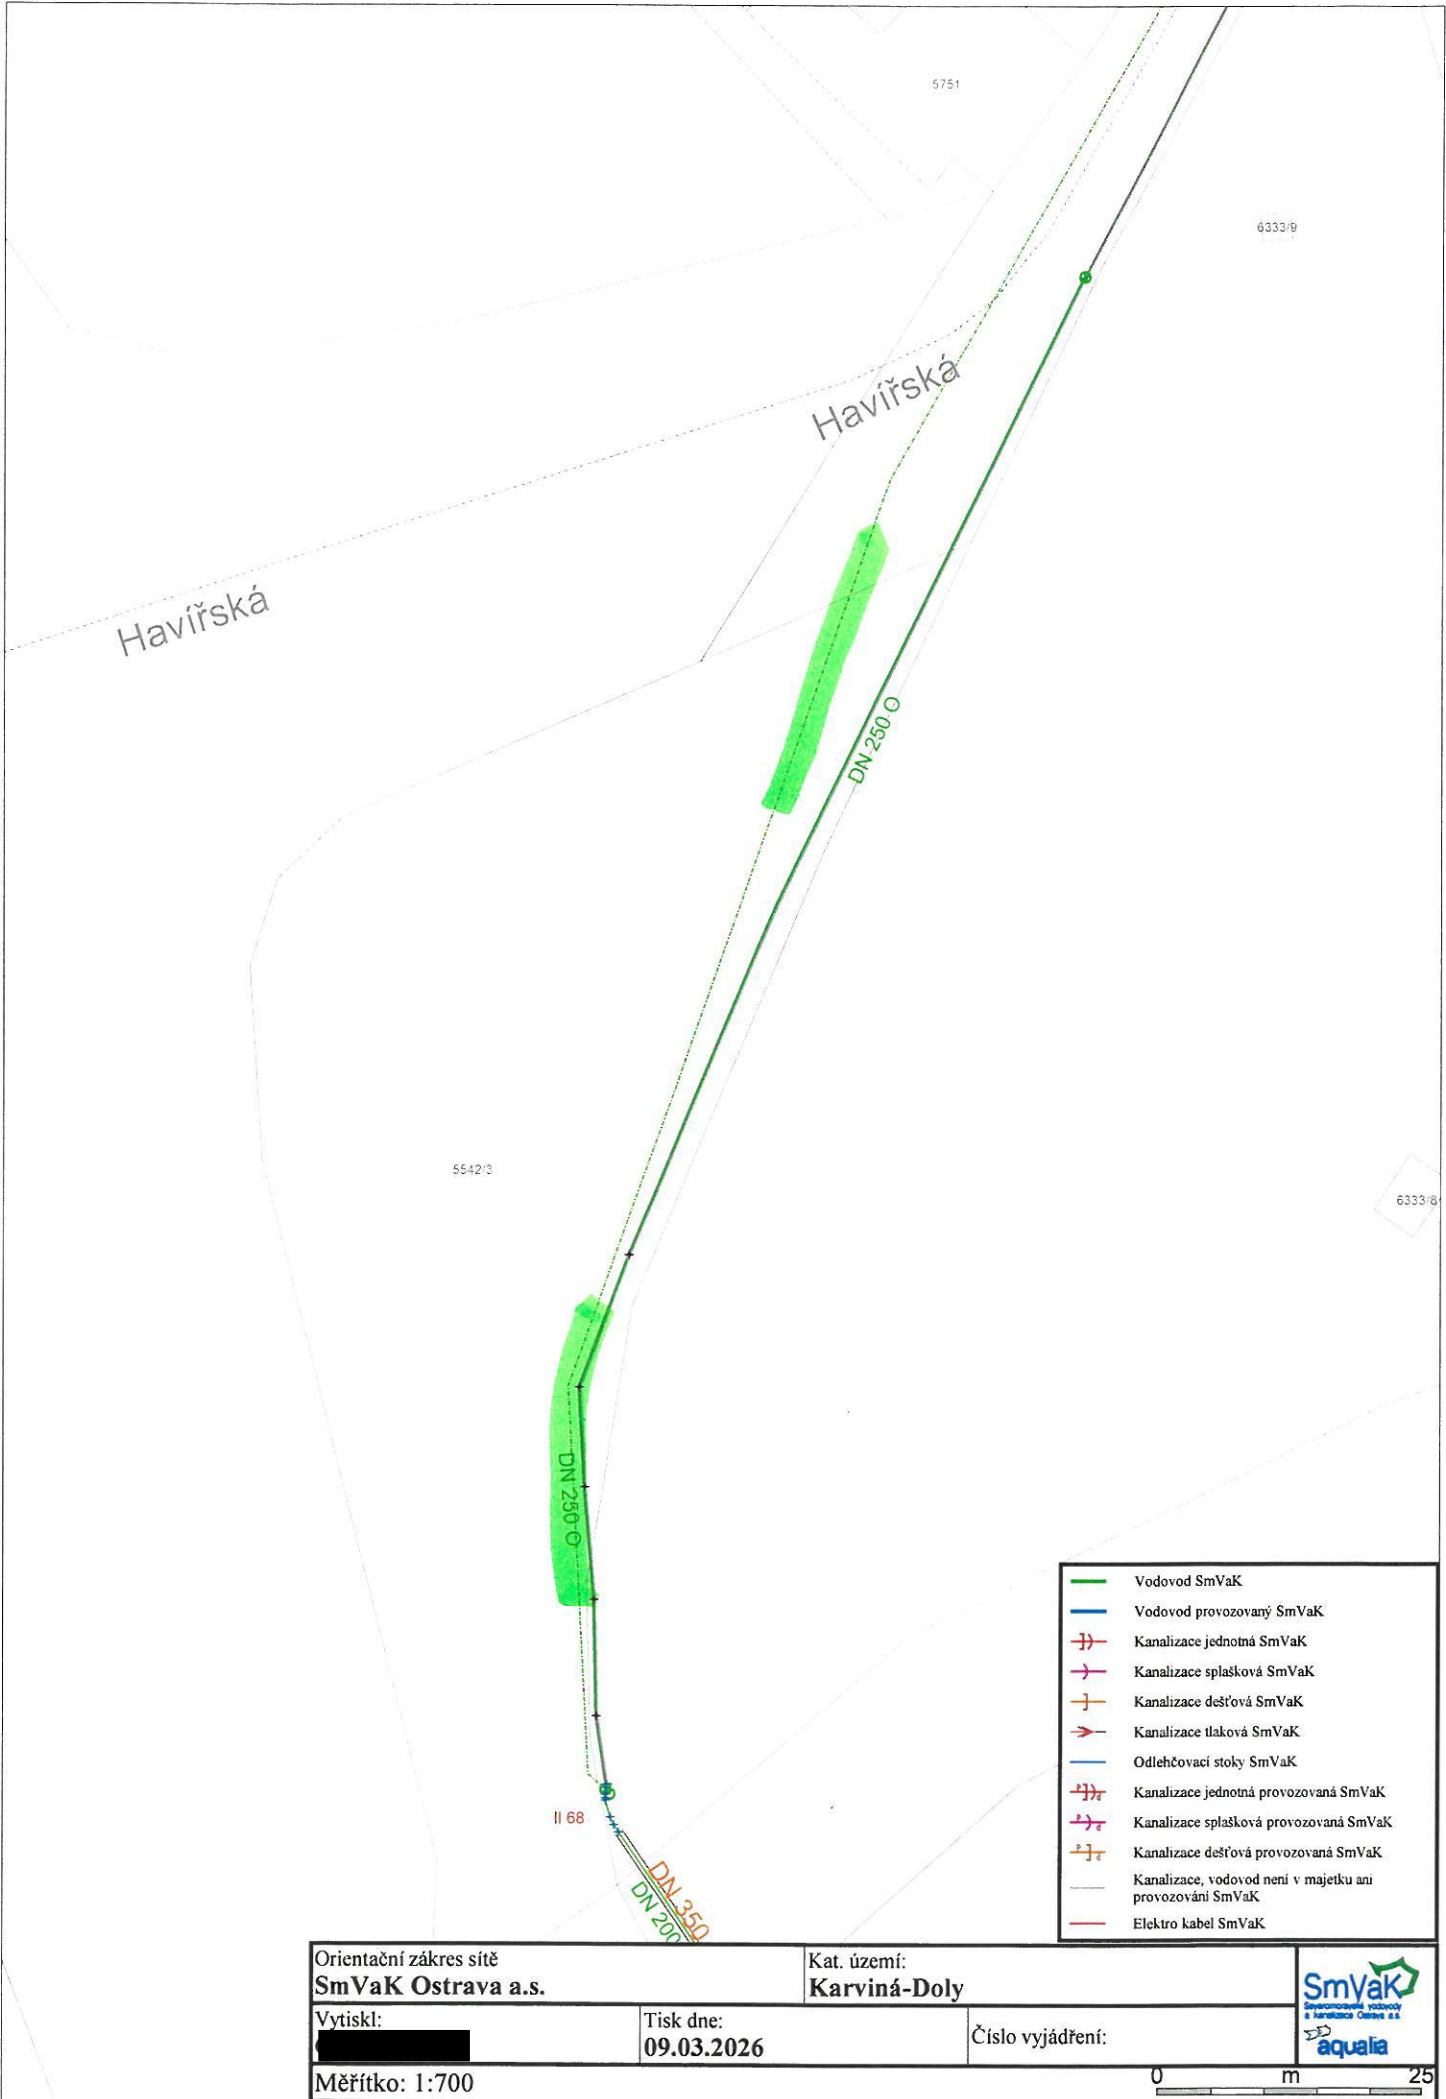 5751
6333/9
Havířská
Havířská
DN 250 O
5542/3
6333/8
DN 250 O
II 68
DN 350
DN 200
Vodovod SmVaK
Vodovod provozovaný SmVaK
Kanalizace jednotná SmVaK
Kanalizace splašková SmVaK
Kanalizace dešťová SmVaK
Kanalizace tlaková SmVaK
Odlehčovací stoky SmVaK
Kanalizace jednotná provozovaná SmVaK
Kanalizace splašková provozovaná SmVaK
Kanalizace dešťová provozovaná SmVaK
Kanalizace, vodovod není v majetku ani
provozování SmVaK
Elektro kabel SmVaK
Orientační zákres sítě
SmVaK Ostrava a.s.
Kat. území:
Karviná-Doly
SmVaK
Severomoravské vodovody
a kanalizace Ostrava a.s.
aqualia
Vytiskl:
Tisk dne:
09.03.2026
Číslo vyjádření:
Měřítko: 1:700
0 m 25